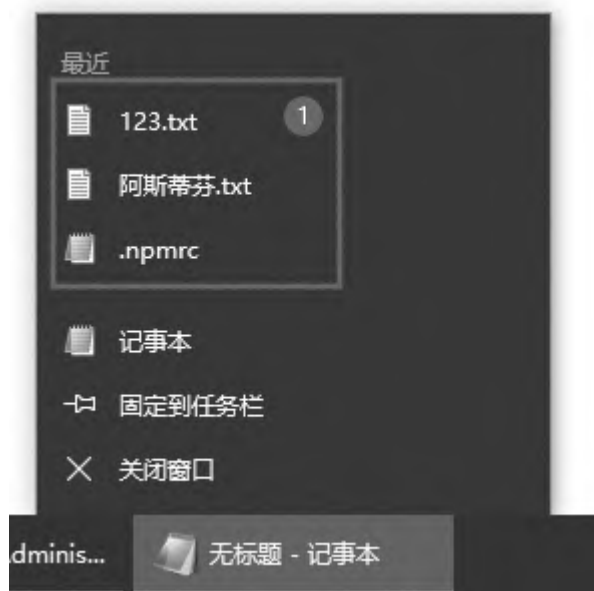 最近
123.txt 1
阿斯蒂芬.txt
.npmrc
记事本
固定到任务栏
关闭窗口
dminis... 无标题 - 记事本